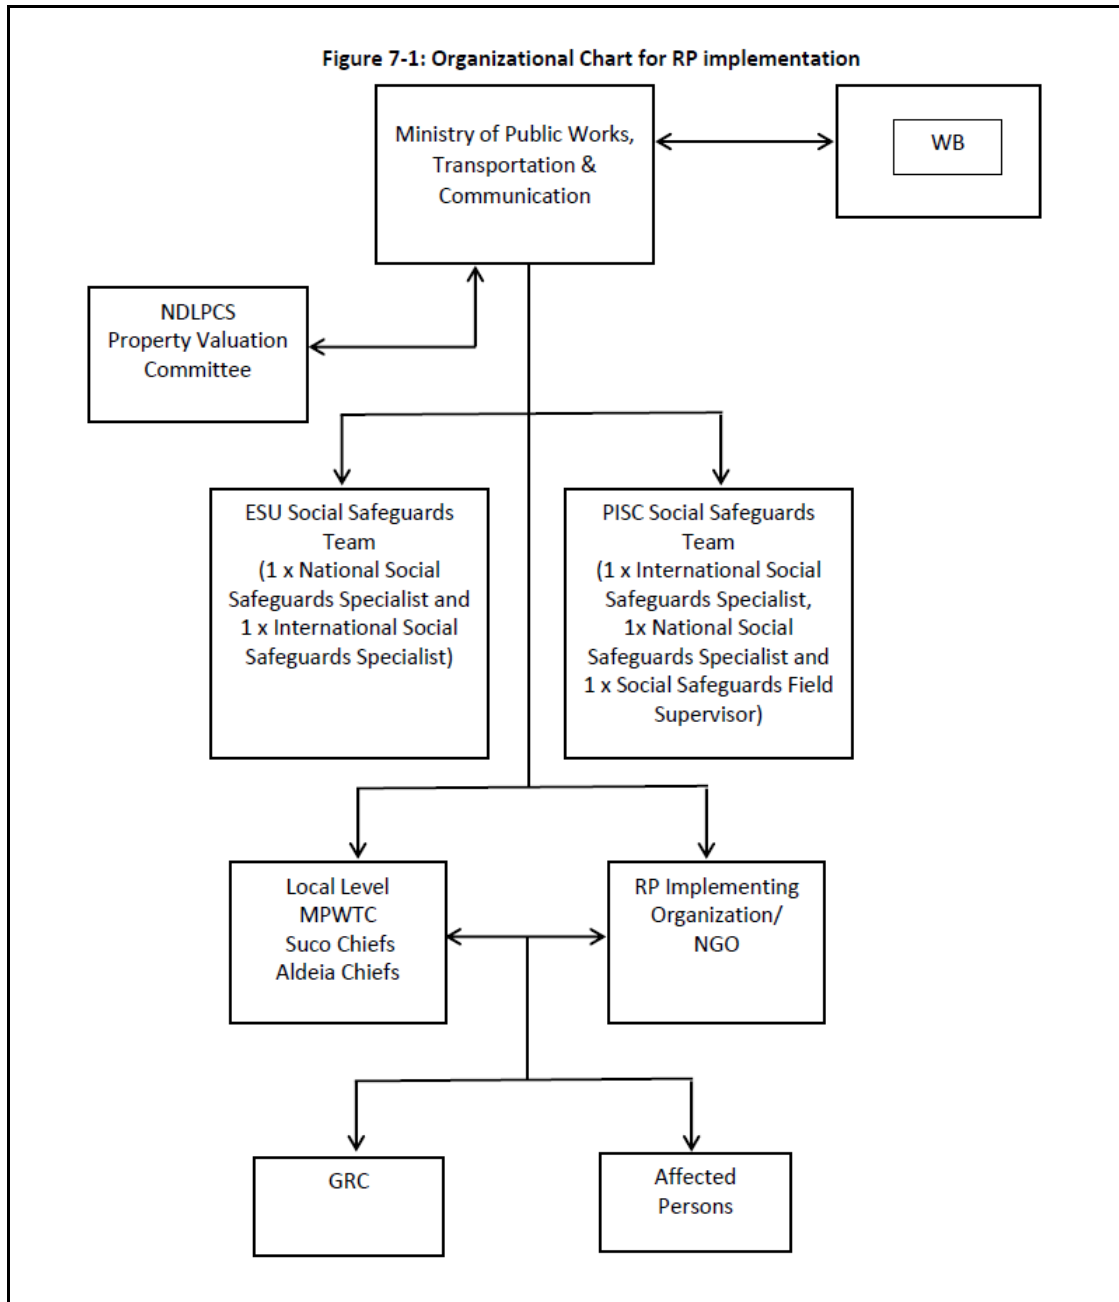 Figure 7-1: Organizational Chart for RP implementation
Ministry of Public Works,
Transportation &
Communication
WB
NDLPCS
Property Valuation
Committee
ESU Social Safeguards
Team
(1 x National Social
Safeguards Specialist and
1 x International Social
Safeguards Specialist)
PISC Social Safeguards
Team
(1 x International Social
Safeguards Specialist,
1x National Social
Safeguards Specialist and
1 x Social Safeguards Field
Supervisor)
Local Level
MPWTC
Suco Chiefs
Aldeia Chiefs
RP Implementing
Organization/
NGO
GRC
Affected
Persons